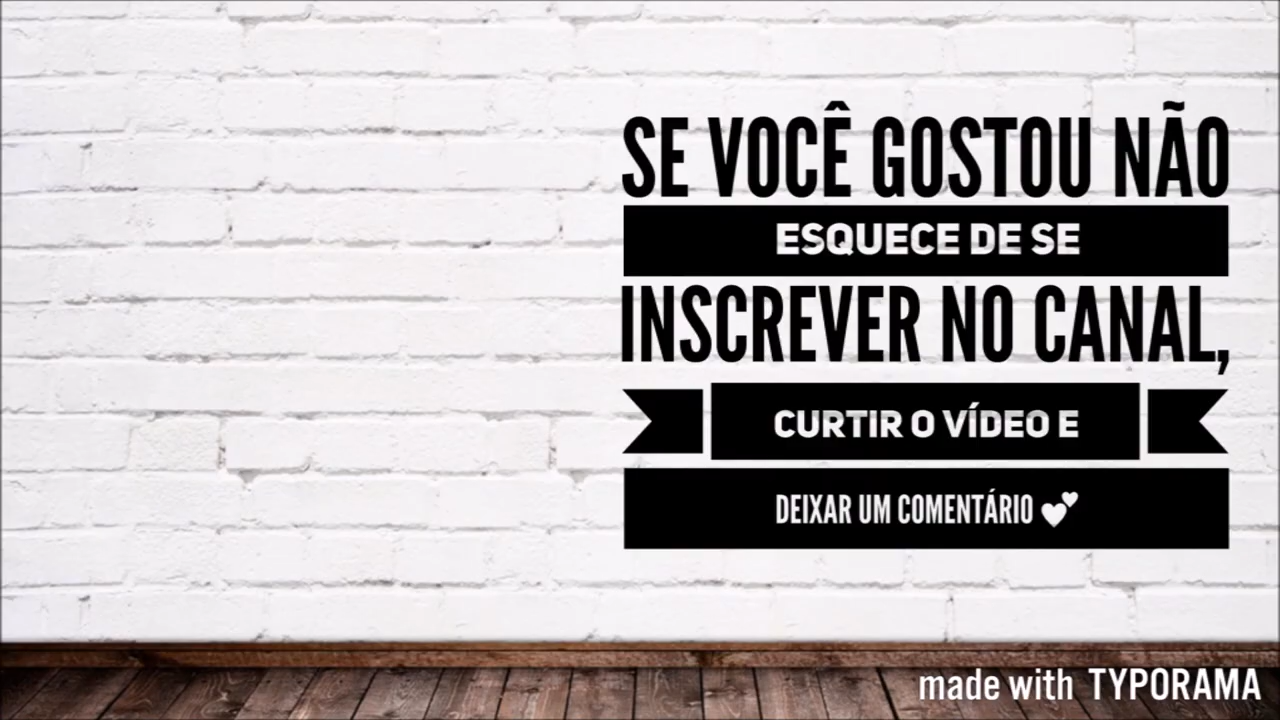 SE VOCÊ GOSTOU NÃO
ESQUECE DE SE
INSCREVER NO CANAL,
CURTIR O VÍDEO E
DEIXAR UM COMENTÁRIO 💕
made with TYPORAMA